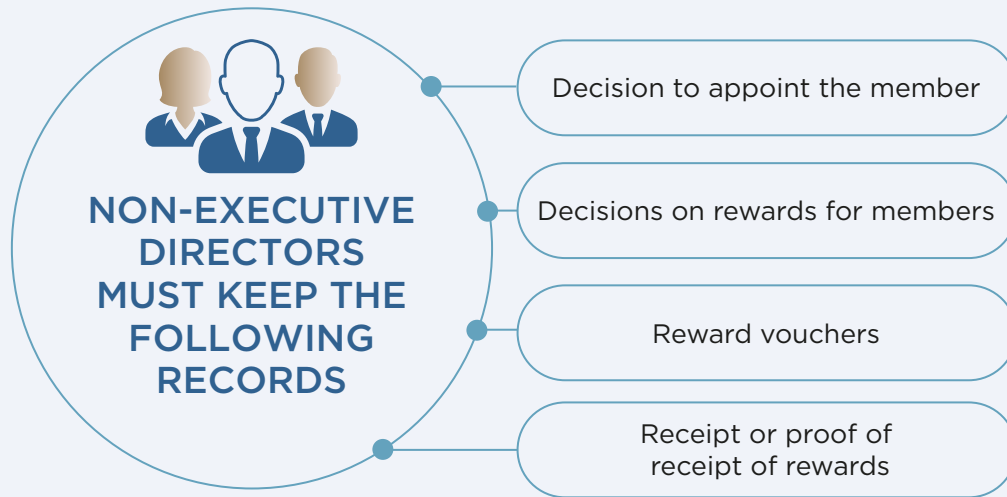 NON-EXECUTIVE
DIRECTORS
MUST KEEP THE
FOLLOWING
RECORDS
Decision to appoint the member
Decisions on rewards for members
Reward vouchers
Receipt or proof of
receipt of rewards